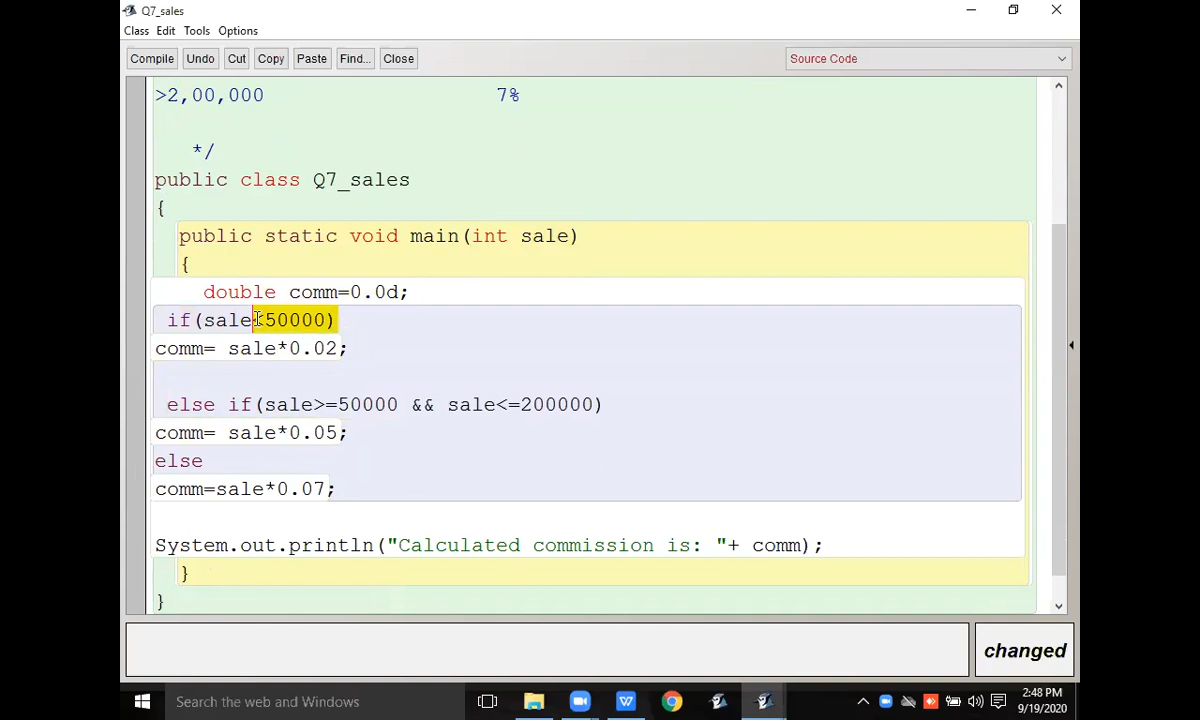 Q7_sales
Class Edit Tools Options
Compile Undo Cut Copy Paste Find... Close Source Code
>2,00,000 7%
*/
public class Q7_sales
{
public static void main(int sale)
{
double comm=0.0d;
if(sale<50000)
comm= sale*0.02;
else if(sale>=50000 && sale<=200000)
comm= sale*0.05;
else
comm=sale*0.07;
System.out.println("Calculated commission is: "+ comm);
}
}
changed
Search the web and Windows
2:48 PM
9/19/2020